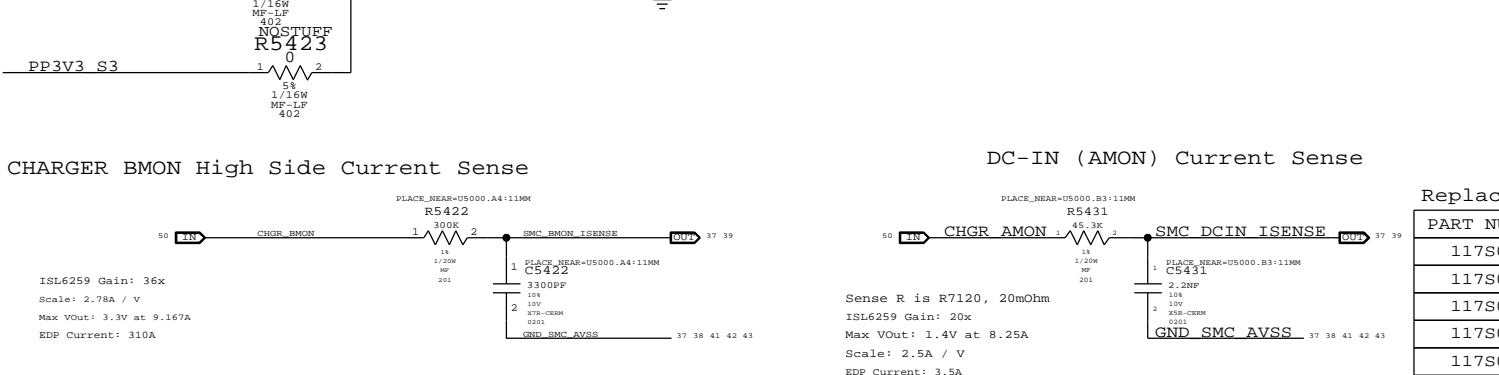 1/16W
MF-LF
402
NOSTUFF
R5423
0
PP3V3_S3
1
2
5%
1/16W
MF-LF
402
CHARGER BMON High Side Current Sense
PLACE_NEAR=U5000.A4:11MM
R5422
300K
50 IN
CHGR_BMON
1
2
SMC_BMON_ISENSE
OUT 37 39
1%
1/20W
MF
201
PLACE_NEAR=U5000.A4:11MM
1
C5422
3300PF
10%
10V
2
X7R-CERM
0201
GND_SMC_AVSS
37 38 41 42 43
ISL6259 Gain: 36x
Scale: 2.78A / V
Max VOut: 3.3V at 9.167A
EDP Current: 310A
DC-IN (AMON) Current Sense
PLACE_NEAR=U5000.B3:11MM
R5431
45.3K
50 IN
CHGR_AMON
1
2
SMC_DCIN_ISENSE
OUT 37 39
1%
1/20W
MF
201
PLACE_NEAR=U5000.B3:11MM
1
C5431
2.2NF
10%
10V
2
X5R-CERM
0201
GND_SMC_AVSS
37 38 41 42 43
Sense R is R7120, 20mOhm
ISL6259 Gain: 20x
Max VOut: 1.4V at 8.25A
Scale: 2.5A / V
EDP Current: 3.5A
Replac
PART NU
117S0
117S0
117S0
117S0
117S0